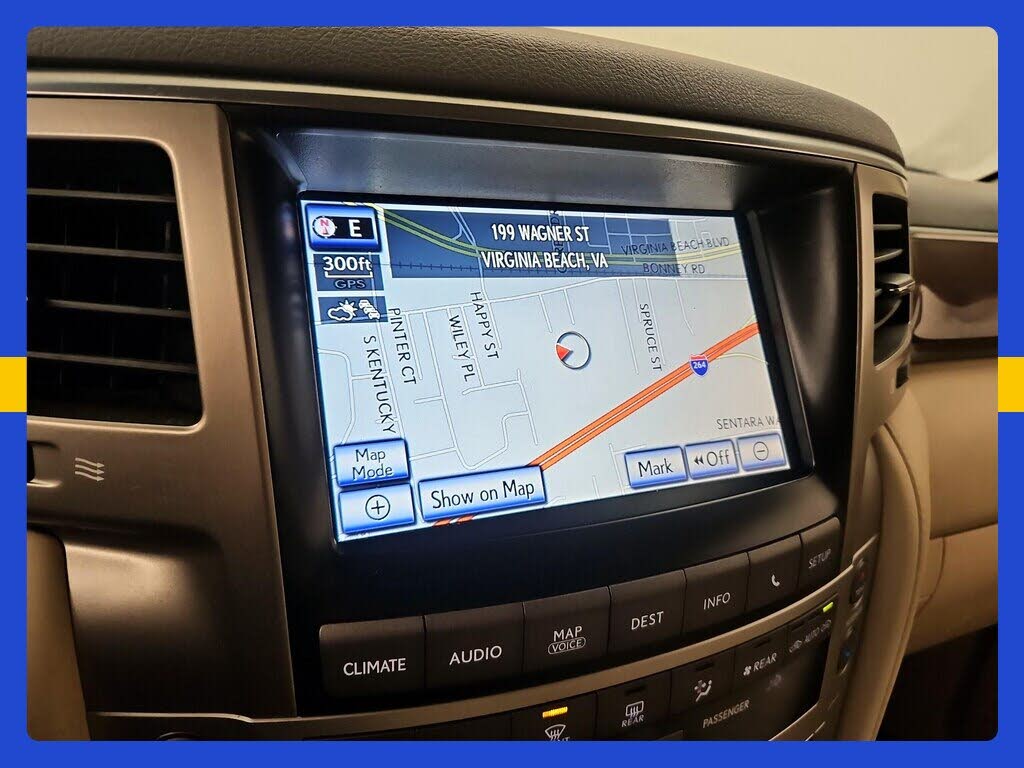 N E
199 WAGNER ST
VIRGINIA BEACH, VA
VIRGINIA BEACH BLVD
BONNEY RD
300ft
GPS
PINTER CT
HAPPY ST
WILEY PL
S KENTUCKY
SPRUCE ST
264
SENTARA WA
Map
Mode
Show on Map
Mark
Off
CLIMATE
AUDIO
MAP
VOICE
DEST
INFO
SETUP
REAR
REAR
AUTO
PASSENGER